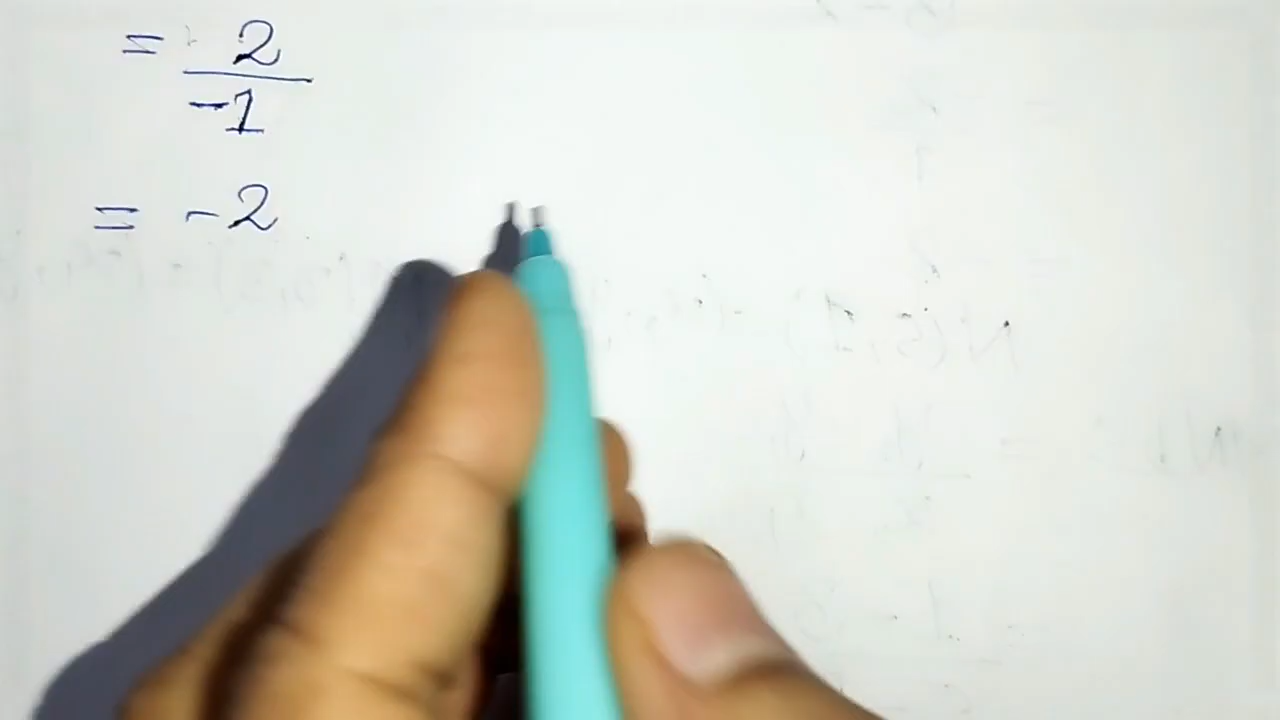 = 2
-1
= -2